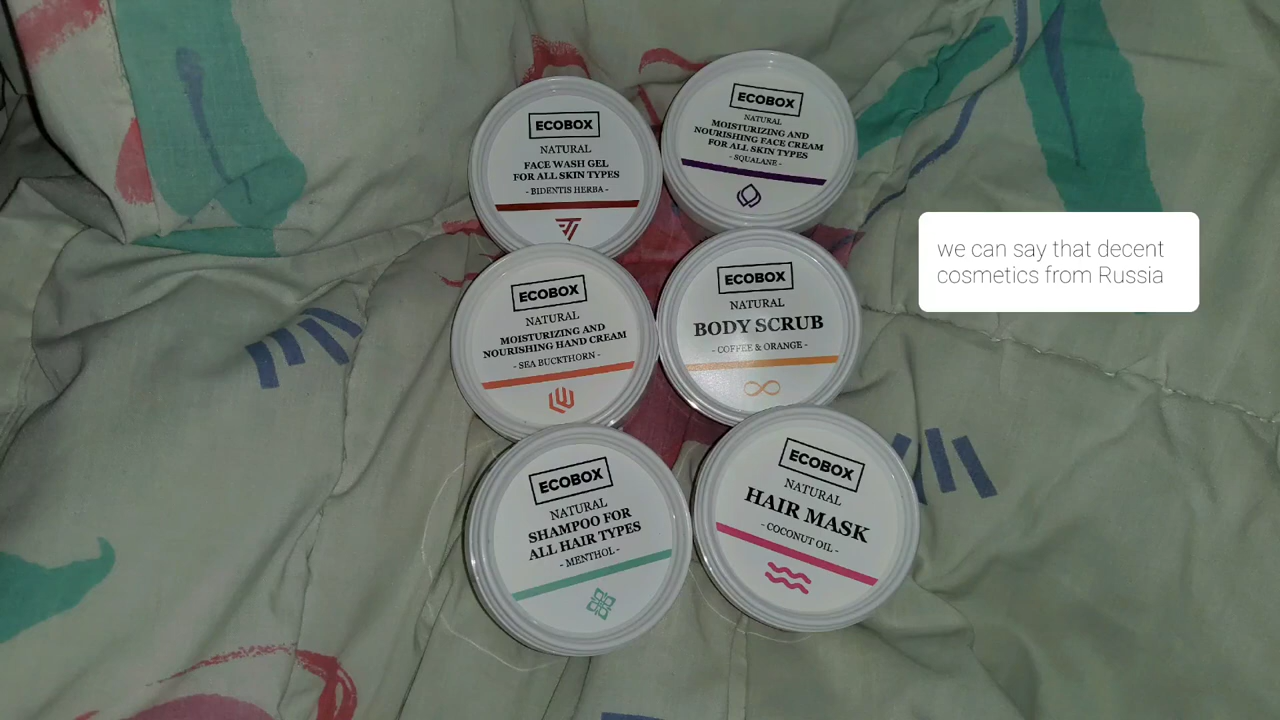 ECOBOX
NATURAL
FACE WASH GEL
FOR ALL SKIN TYPES
- BIDENTIS HERBA -
ECOBOX
NATURAL
MOISTURIZING AND
NOURISHING FACE CREAM
FOR ALL SKIN TYPES
- SQUALANE -
we can say that decent
cosmetics from Russia
ECOBOX
NATURAL
MOISTURIZING AND
NOURISHING HAND CREAM
- SEA BUCKTHORN -
ECOBOX
NATURAL
BODY SCRUB
- COFFEE & ORANGE -
ECOBOX
NATURAL
SHAMPOO FOR
ALL HAIR TYPES
- MENTHOL -
ECOBOX
NATURAL
HAIR MASK
- COCONUT OIL -